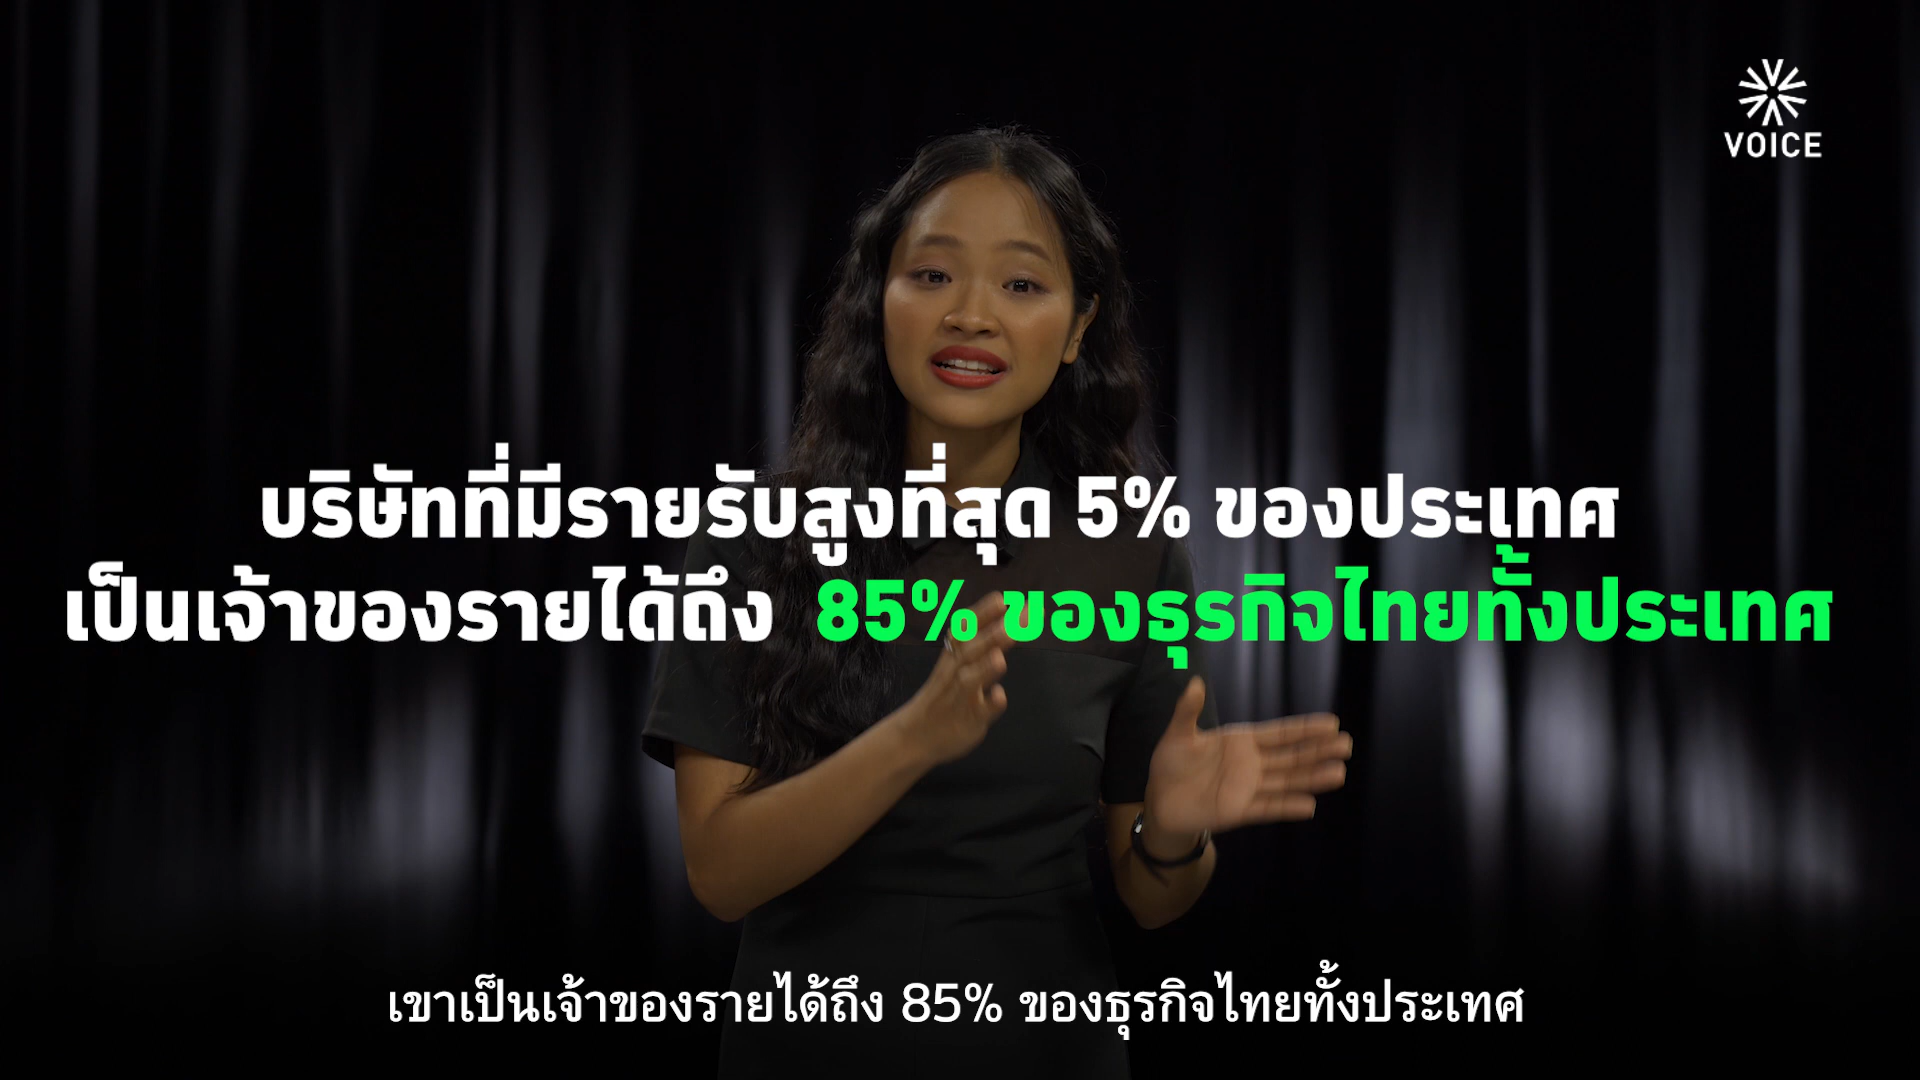 VOICE
บริษัทที่มีรายรับสูงที่สุด 5% ของประเทศ
เป็นเจ้าของรายได้ถึง 85% ของธุรกิจไทยทั้งประเทศ
เขาเป็นเจ้าของรายได้ถึง 85% ของธุรกิจไทยทั้งประเทศ